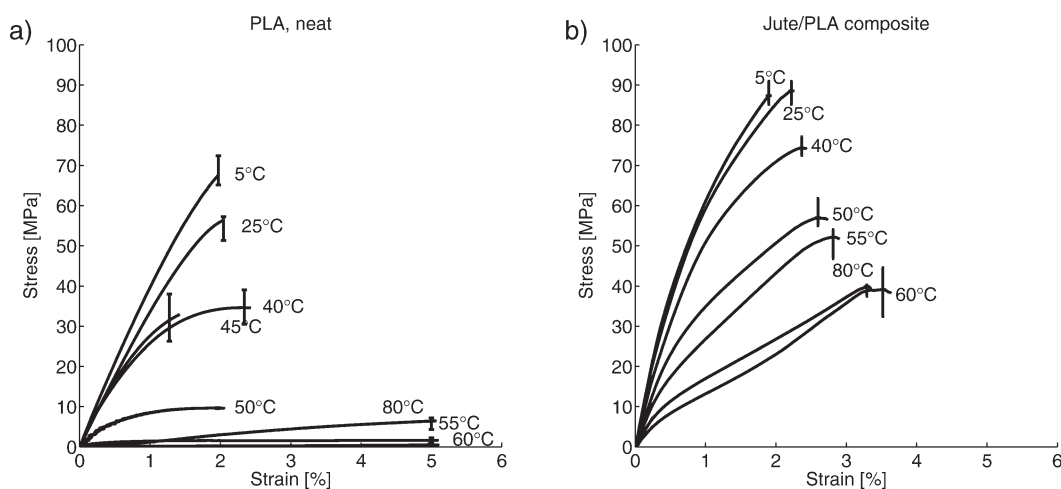 a)
PLA, neat
100
90
80
70
60
50
40
30
20
10
0
Stress [MPa]
5°C
25°C
40°C
45°C
50°C
80°C
55°C
60°C
0 1 2 3 4 5 6
Strain [%]
b)
Jute/PLA composite
100
90
80
70
60
50
40
30
20
10
0
Stress [MPa]
5°C
25°C
40°C
50°C
55°C
80°C
60°C
0 1 2 3 4 5 6
Strain [%]